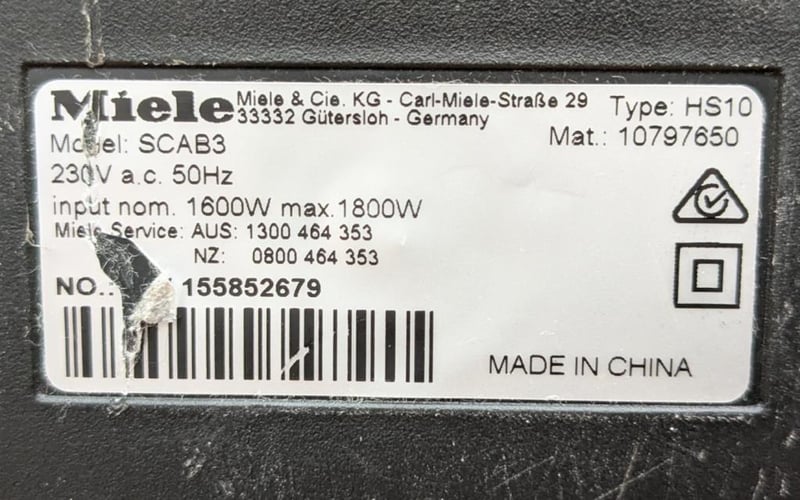 Miele Miele & Cie. KG - Carl-Miele-Straße 29 Type: HS10
33332 Gütersloh - Germany Mat.: 10797650
Model: SCAB3
230V a.c. 50Hz
input nom. 1600W max.1800W
Miele Service: AUS: 1300 464 353
NZ: 0800 464 353
NO.: 155852679
MADE IN CHINA